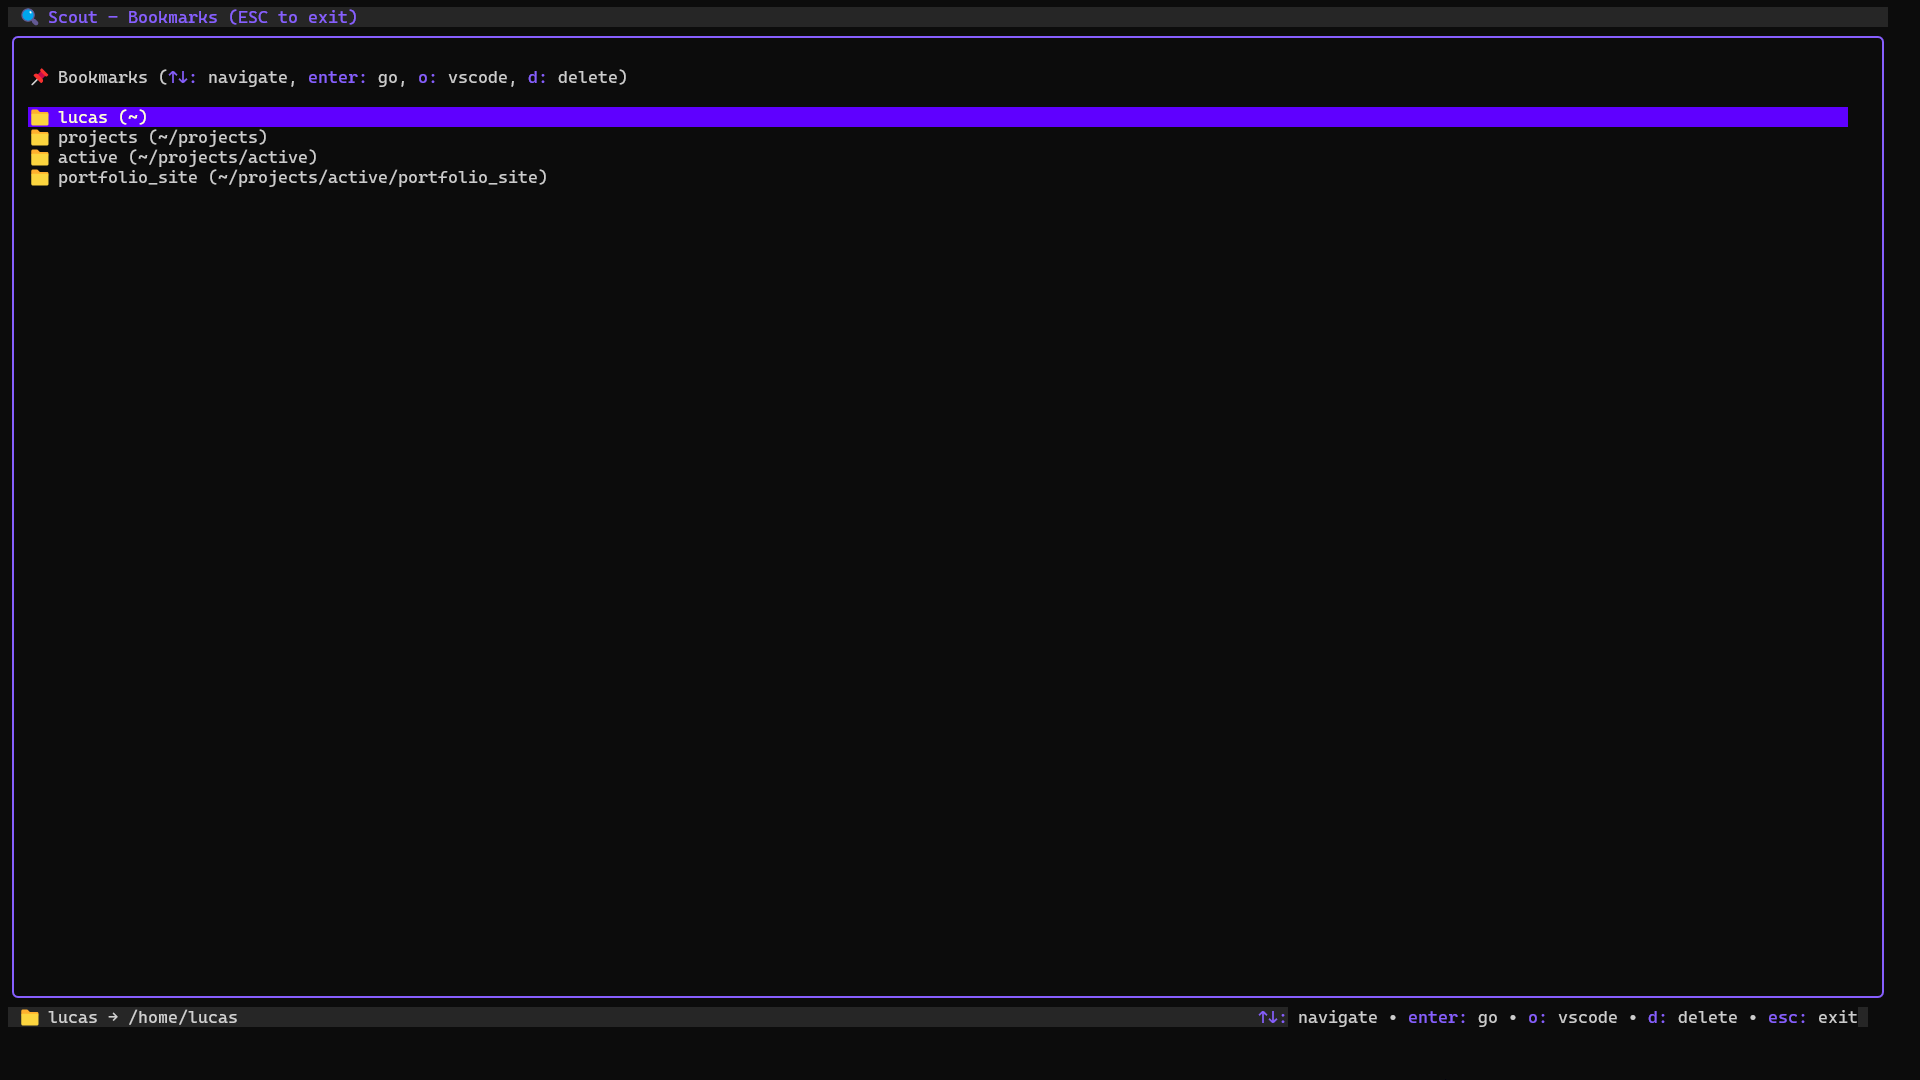 Scout — Bookmarks (ESC to exit)
Bookmarks (↑↓: navigate, enter: go, o: vscode, d: delete)
lucas (~)
projects (~/projects)
active (~/projects/active)
portfolio_site (~/projects/active/portfolio_site)
lucas → /home/lucas ↑↓: navigate • enter: go • o: vscode • d: delete • esc: exit